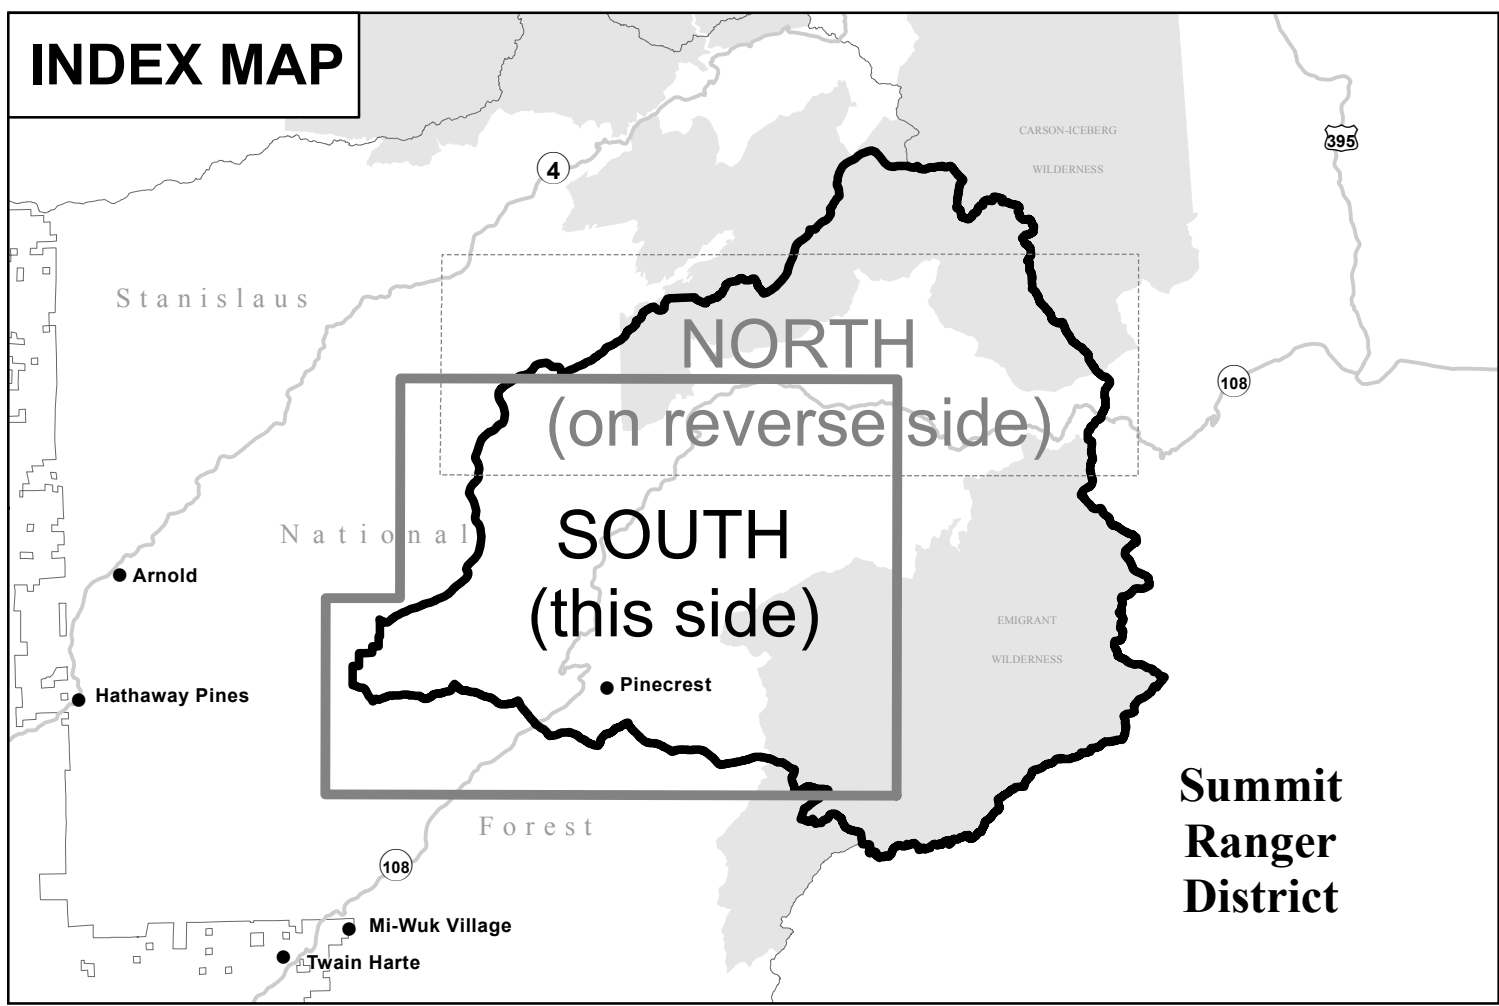 INDEX MAP
CARSON-ICEBERG
WILDERNESS
395
4
Stanislaus
NORTH
(on reverse side)
108
National
SOUTH
(this side)
Arnold
EMIGRANT
WILDERNESS
Pinecrest
Hathaway Pines
Summit
Ranger
District
Forest
108
Mi-Wuk Village
Twain Harte